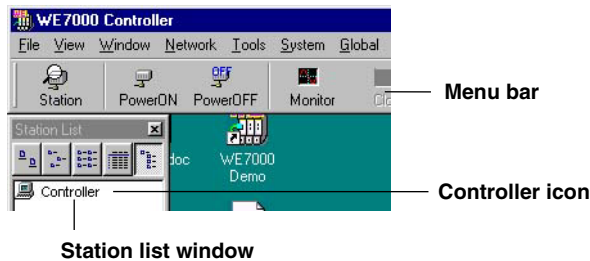 WE7000 Controller
File View Window Network Tools System Global
Station PowerON PowerOFF Monitor Clo
Menu bar
Station List
doc WE7000
Demo
Controller
Controller icon
Station list window